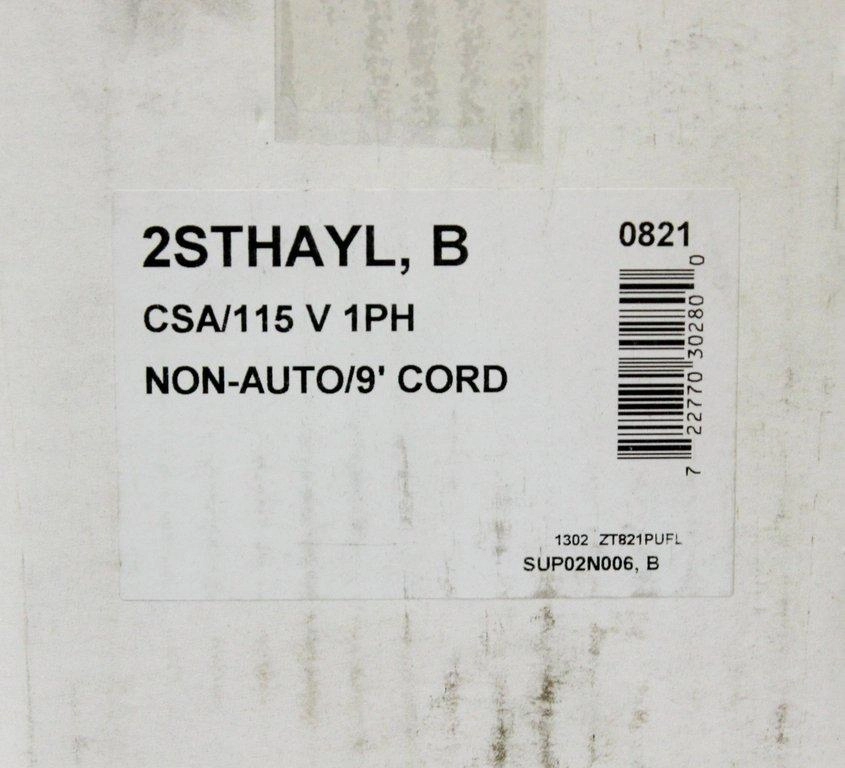 2STHAYL, B
0821
CSA/115 V 1PH
NON-AUTO/9' CORD
7 22770 30280 0
1302 ZT821PUFL
SUP02N006, B